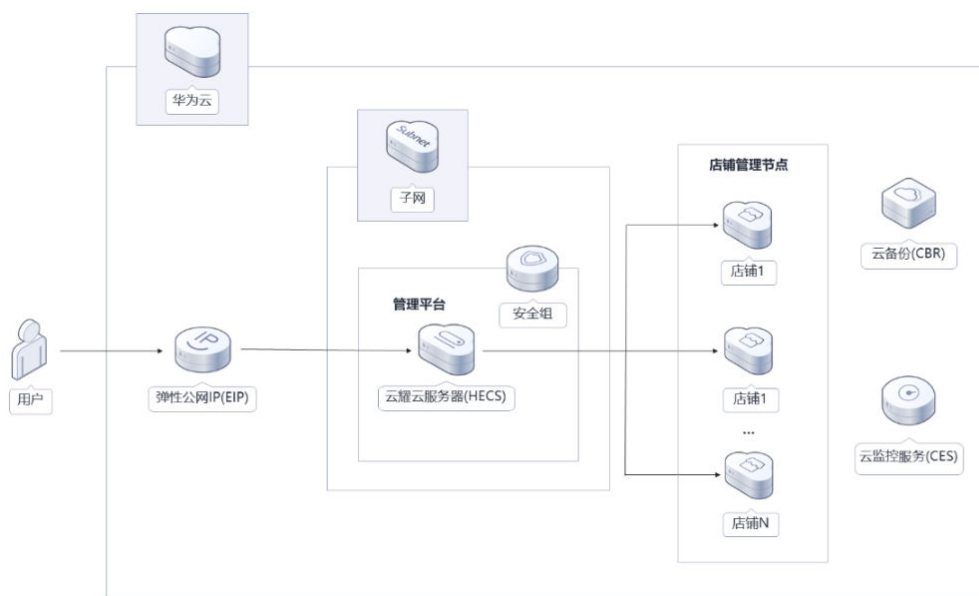 华为云
Subnet
子网
店铺管理节点
云备份(CBR)
店铺1
安全组
管理平台
IP
用户
弹性公网IP(EIP)
云耀云服务器(HECS)
店铺1
...
云监控服务(CES)
店铺N